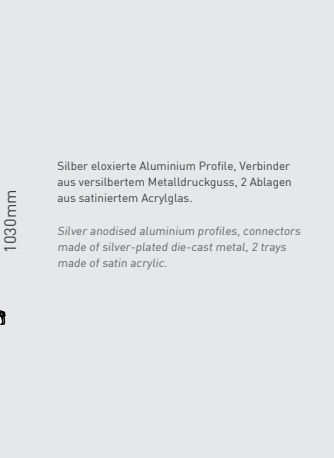 Silber eloxierte Aluminium Profile, Verbinder
aus versilbertem Metalldruckguss, 2 Ablagen
aus satiniertem Acrylglas.
Silver anodised aluminium profiles, connectors
made of silver-plated die-cast metal, 2 trays
made of satin acrylic.
1030mm